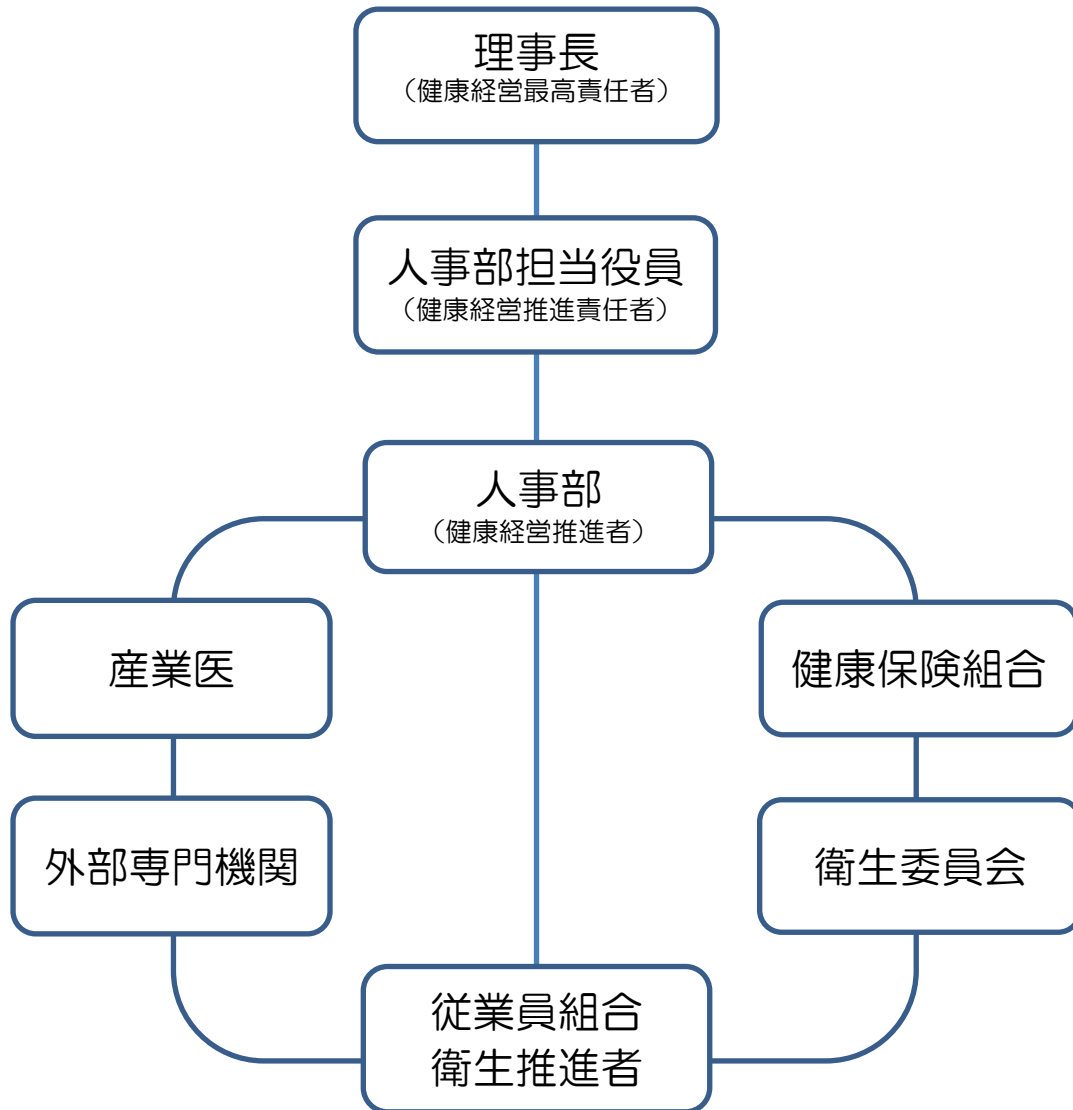 理事長
（健康経営最高責任者）
人事部担当役員
（健康経営推進責任者）
人事部
（健康経営推進者）
産業医
健康保険組合
外部専門機関
衛生委員会
従業員組合
衛生推進者